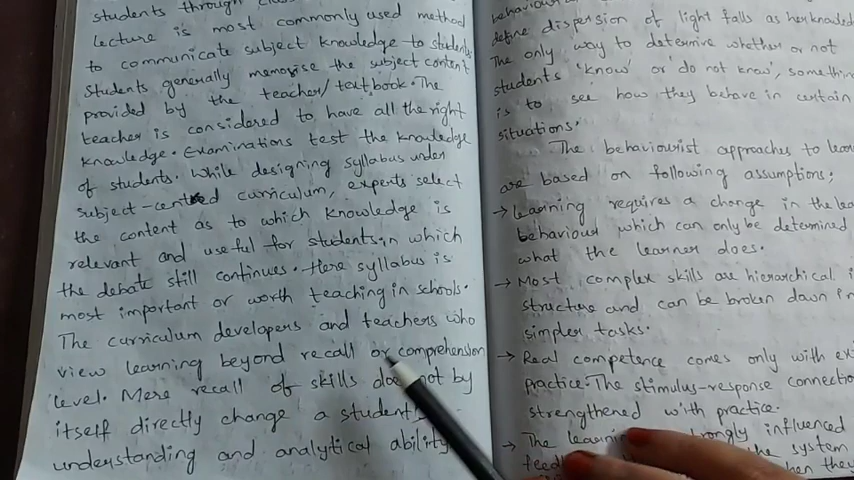 students through
lecture is most commonly used method
to communicate subject knowledge to students.
Students generally memorise the subject content
provided by the teacher/textbook. The
teacher is considered to have all the right
knowledge. Examinations test the knowledge
of students. While designing syllabus under
subject-centred curriculum, experts select
the content as to which knowledge is
relevant and useful for students, in which
the debate still continues. Here syllabus is
most important or worth teaching in schools.
The curriculum developers and teachers who
view learning beyond recall or comprehension
level. Mere recall of skills does not by
itself directly change a student
understanding and analytical ability
behaviour
define dispersion of light falls as her
The only way to determine whether or not
students 'know' or 'do not know', something
is to see how they behave in certain
situations.
The behaviourist approaches to
are based on following assumptions;
→ Learning requires a change in the
behaviour which can only be determined
what the learner does.
→ Most complex skills are hierarchical
structure and can be broken down
simpler tasks.
→ Real competence comes only with
practice. The stimulus-response
strengthened with practice.
→ The strongly influenced
the system
when they